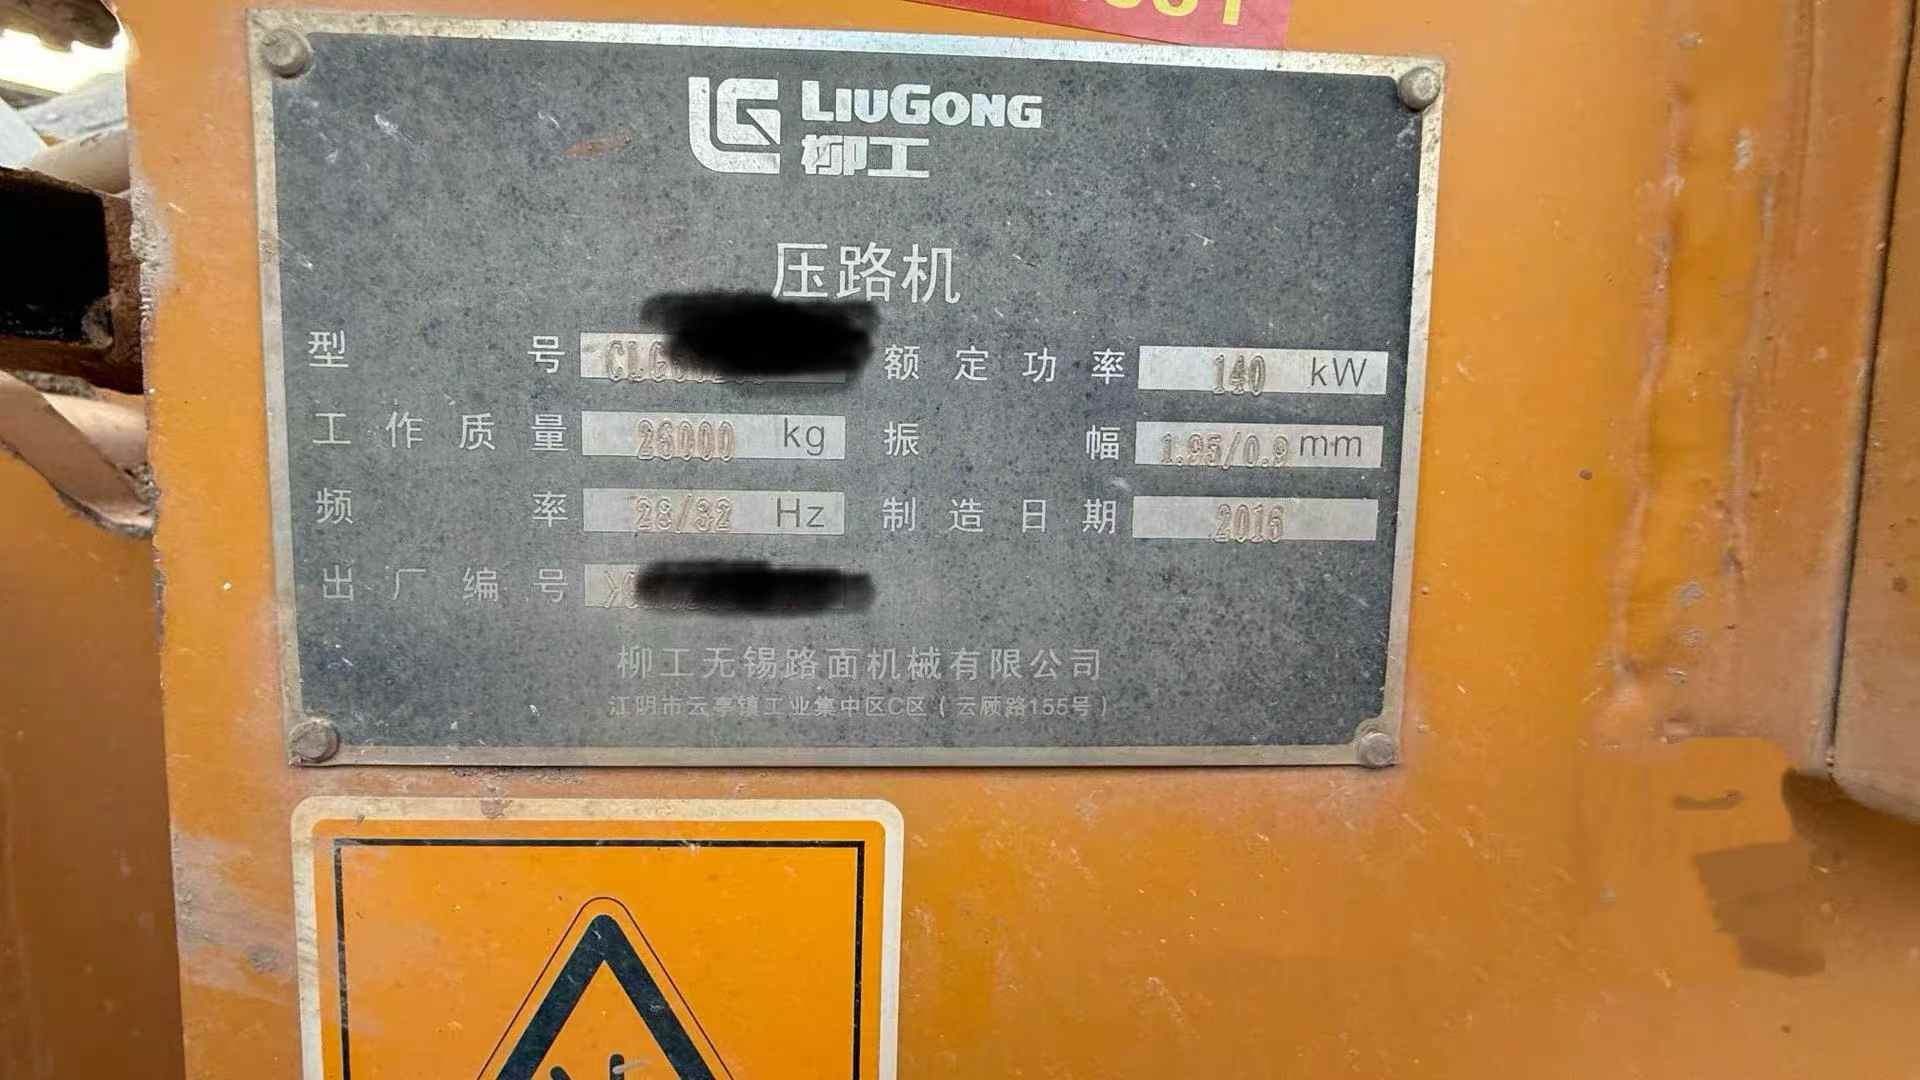 LIUGONG
柳工
压路机
型号 CLG 额定功率 140 kW
工作质量 26000 kg 振幅 1.95/0.9 mm
频率 28/32 Hz 制造日期 2016
出厂编号
柳工无锡路面机械有限公司
江阴市云亭镇工业集中区C区(云顾路155号)